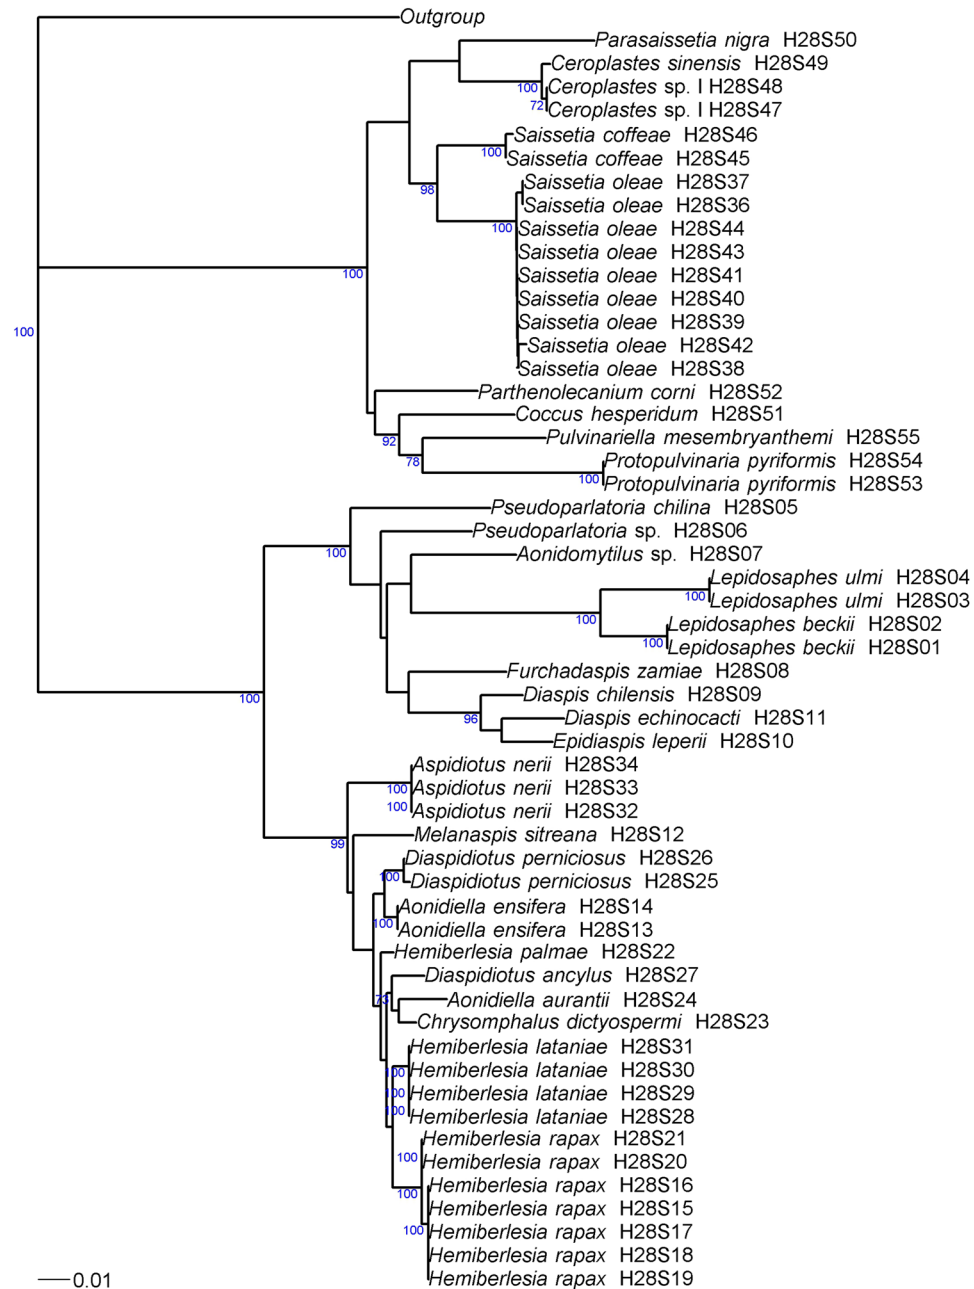 Outgroup
Parasaissetia nigra H28S50
Ceroplastes sinensis H28S49
100
Ceroplastes sp. I H28S48
72
Ceroplastes sp. I H28S47
Saissetia coffeae H28S46
100
Saissetia coffeae H28S45
Saissetia oleae H28S37
98
Saissetia oleae H28S36
100
Saissetia oleae H28S44
Saissetia oleae H28S43
100
Saissetia oleae H28S41
Saissetia oleae H28S40
Saissetia oleae H28S39
100
Saissetia oleae H28S42
Saissetia oleae H28S38
Parthenolecanium corni H28S52
Coccus hesperidum H28S51
92
Pulvinariella mesembryanthemi H28S55
78
Protopulvinaria pyriformis H28S54
100
Protopulvinaria pyriformis H28S53
Pseudoparlatoria chilina H28S05
Pseudoparlatoria sp. H28S06
100
Aonidomytilus sp. H28S07
Lepidosaphes ulmi H28S04
100
Lepidosaphes ulmi H28S03
100
Lepidosaphes beckii H28S02
100
Lepidosaphes beckii H28S01
Furchadaspis zamiae H28S08
100
Diaspis chilensis H28S09
96
Diaspis echinocacti H28S11
Epidiaspis leperii H28S10
Aspidiotus nerii H28S34
100
Aspidiotus nerii H28S33
100
Aspidiotus nerii H28S32
Melanaspis sitreana H28S12
99
Diaspidiotus perniciosus H28S26
100
Diaspidiotus perniciosus H28S25
Aonidiella ensifera H28S14
100
Aonidiella ensifera H28S13
Hemiberlesia palmae H28S22
Diaspidiotus ancylus H28S27
73
Aonidiella aurantii H28S24
Chrysomphalus dictyospermi H28S23
Hemiberlesia lataniae H28S31
100
Hemiberlesia lataniae H28S30
100
Hemiberlesia lataniae H28S29
100
Hemiberlesia lataniae H28S28
Hemiberlesia rapax H28S21
100
Hemiberlesia rapax H28S20
Hemiberlesia rapax H28S16
100
Hemiberlesia rapax H28S15
100
Hemiberlesia rapax H28S17
Hemiberlesia rapax H28S18
Hemiberlesia rapax H28S19
0.01